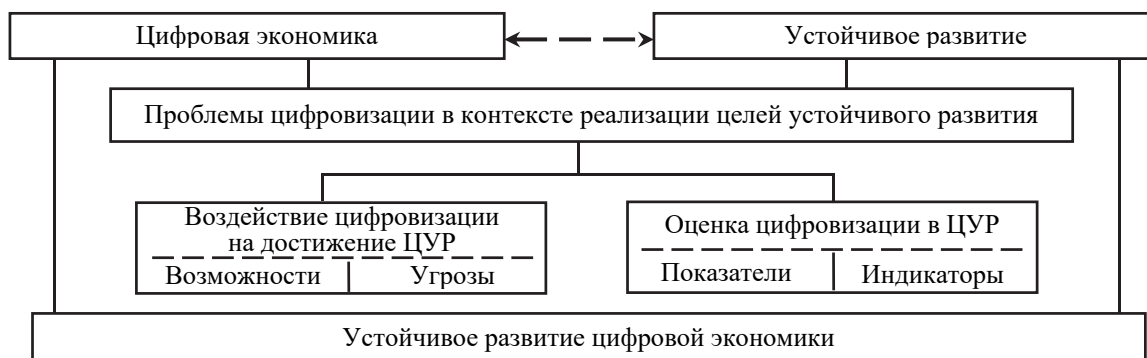 Цифровая экономика
Устойчивое развитие
Проблемы цифровизации в контексте реализации целей устойчивого развития
Воздействие цифровизации
на достижение ЦУР
Возможности
Угрозы
Оценка цифровизации в ЦУР
Показатели
Индикаторы
Устойчивое развитие цифровой экономики